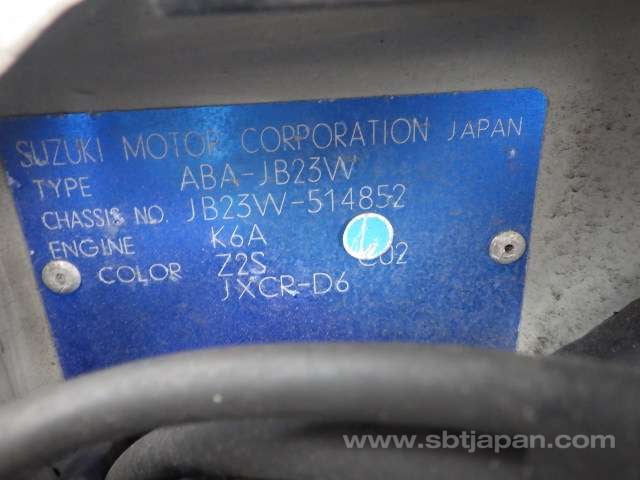 SUZUKI MOTOR CORPORATION JAPAN
TYPE ABA-JB23W
CHASSIS NO. JB23W-514852
ENGINE K6A
COLOR Z2S C02
JXCR-D6
www.sbtjapan.com